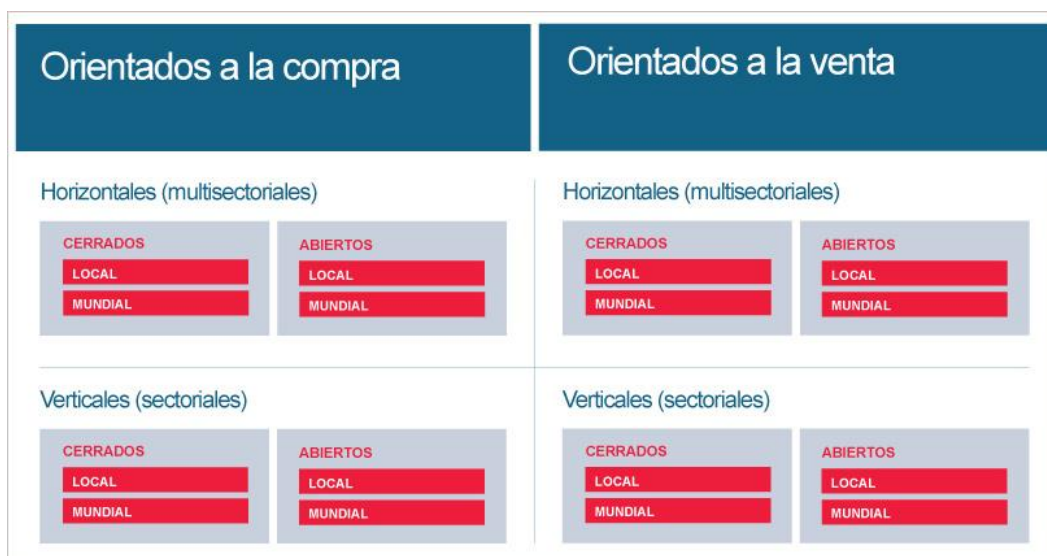 Orientados a la compra
Orientados a la venta
Horizontales (multisectoriales)
Horizontales (multisectoriales)
CERRADOS
LOCAL
MUNDIAL
ABIERTOS
LOCAL
MUNDIAL
CERRADOS
LOCAL
MUNDIAL
ABIERTOS
LOCAL
MUNDIAL
Verticales (sectoriales)
Verticales (sectoriales)
CERRADOS
LOCAL
MUNDIAL
ABIERTOS
LOCAL
MUNDIAL
CERRADOS
LOCAL
MUNDIAL
ABIERTOS
LOCAL
MUNDIAL